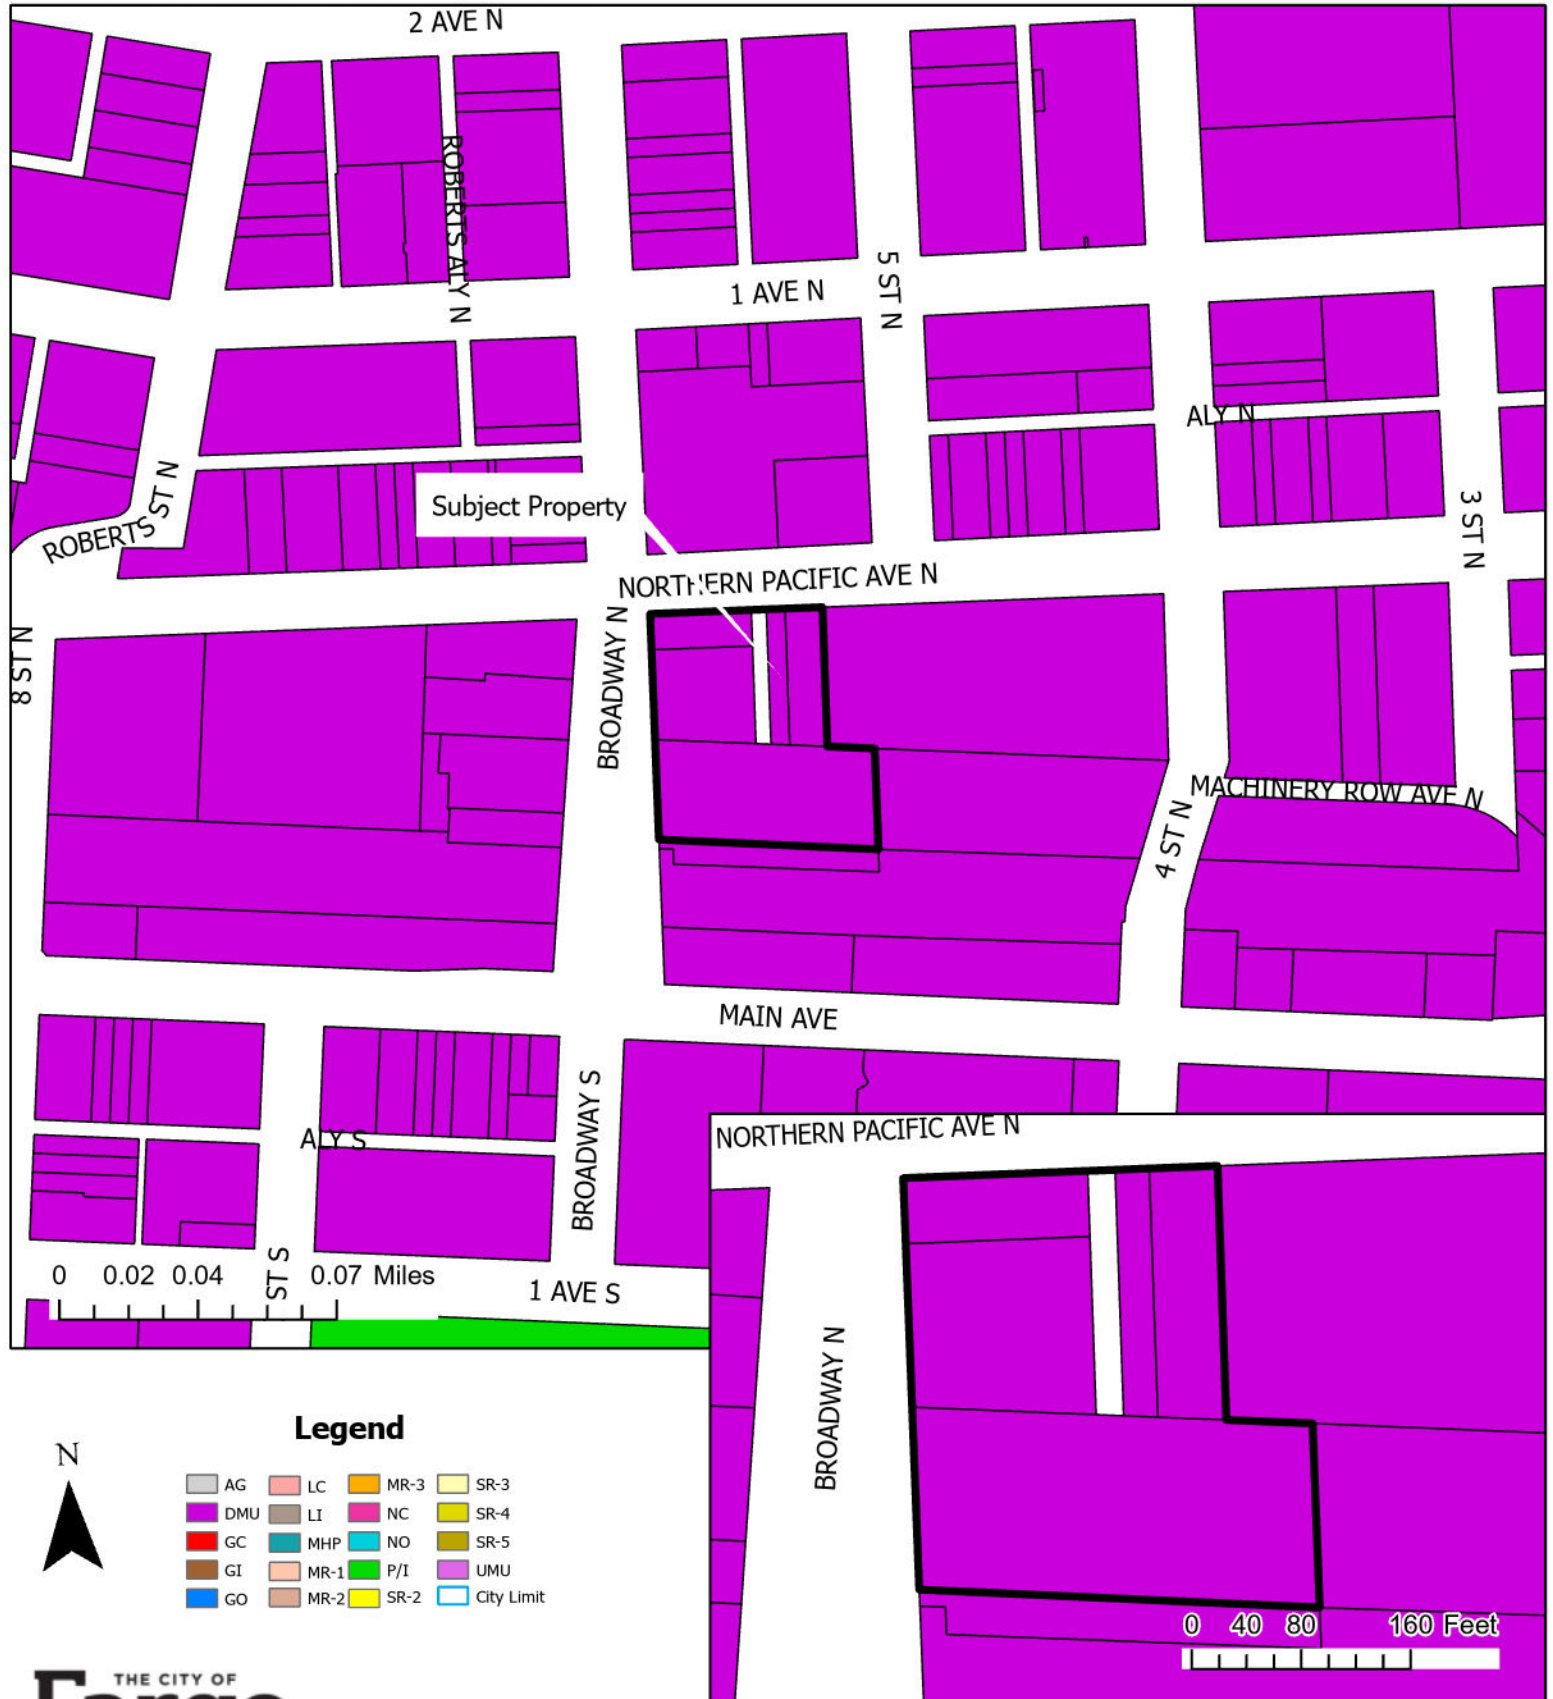 2 AVE N
ROBERTS ALY N
1 AVE N
5 ST N
ALY N
ROBERTS ST N
Subject Property
3 ST N
NORTHERN PACIFIC AVE N
8 ST N
BROADWAY N
MACHINERY ROW AVE N
4 ST N
MAIN AVE
ALY S
BROADWAY S
ST S
1 AVE S
0 0.02 0.04 0.07 Miles
NORTHERN PACIFIC AVE N
BROADWAY N
0 40 80 160 Feet
Legend
N
AG LC MR-3 SR-3
DMU LI NC SR-4
GC MHP NO SR-5
GI MR-1 P/I UMU
GO MR-2 SR-2 City Limit
THE CITY OF
Fargo